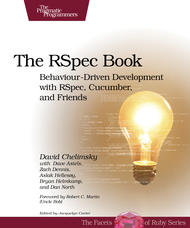 The Pragmatic
Programmers
The RSpec Book
Behaviour-Driven Development
with RSpec, Cucumber,
and Friends
David Chelimsky
with Dave Astels,
Zach Dennis,
Aslak Hellesøy,
Bryan Helmkamp,
and Dan North
Foreword by Robert C. Martin
(Uncle Bob)
Edited by Jacquelyn Carter
The Facets of Ruby Series